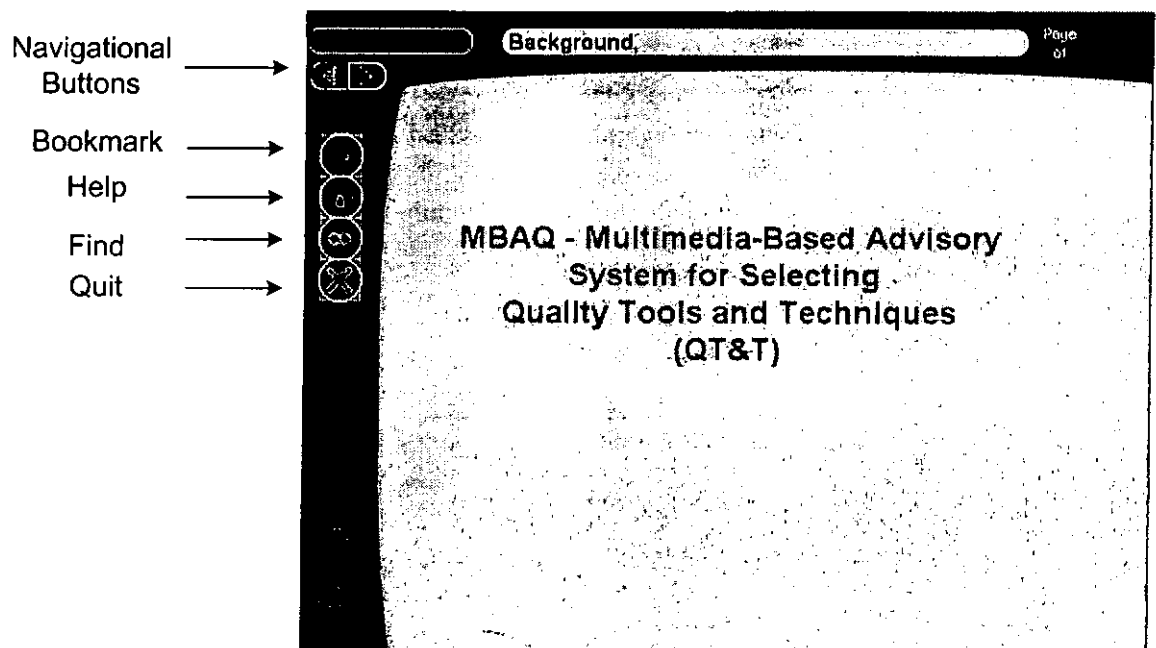 Navigational
Buttons
Bookmark
Help
Find
Quit
Background,
Page
of
MBAQ - Multimedia-Based Advisory
System for Selecting
Quality Tools and Techniques
(QT&T)